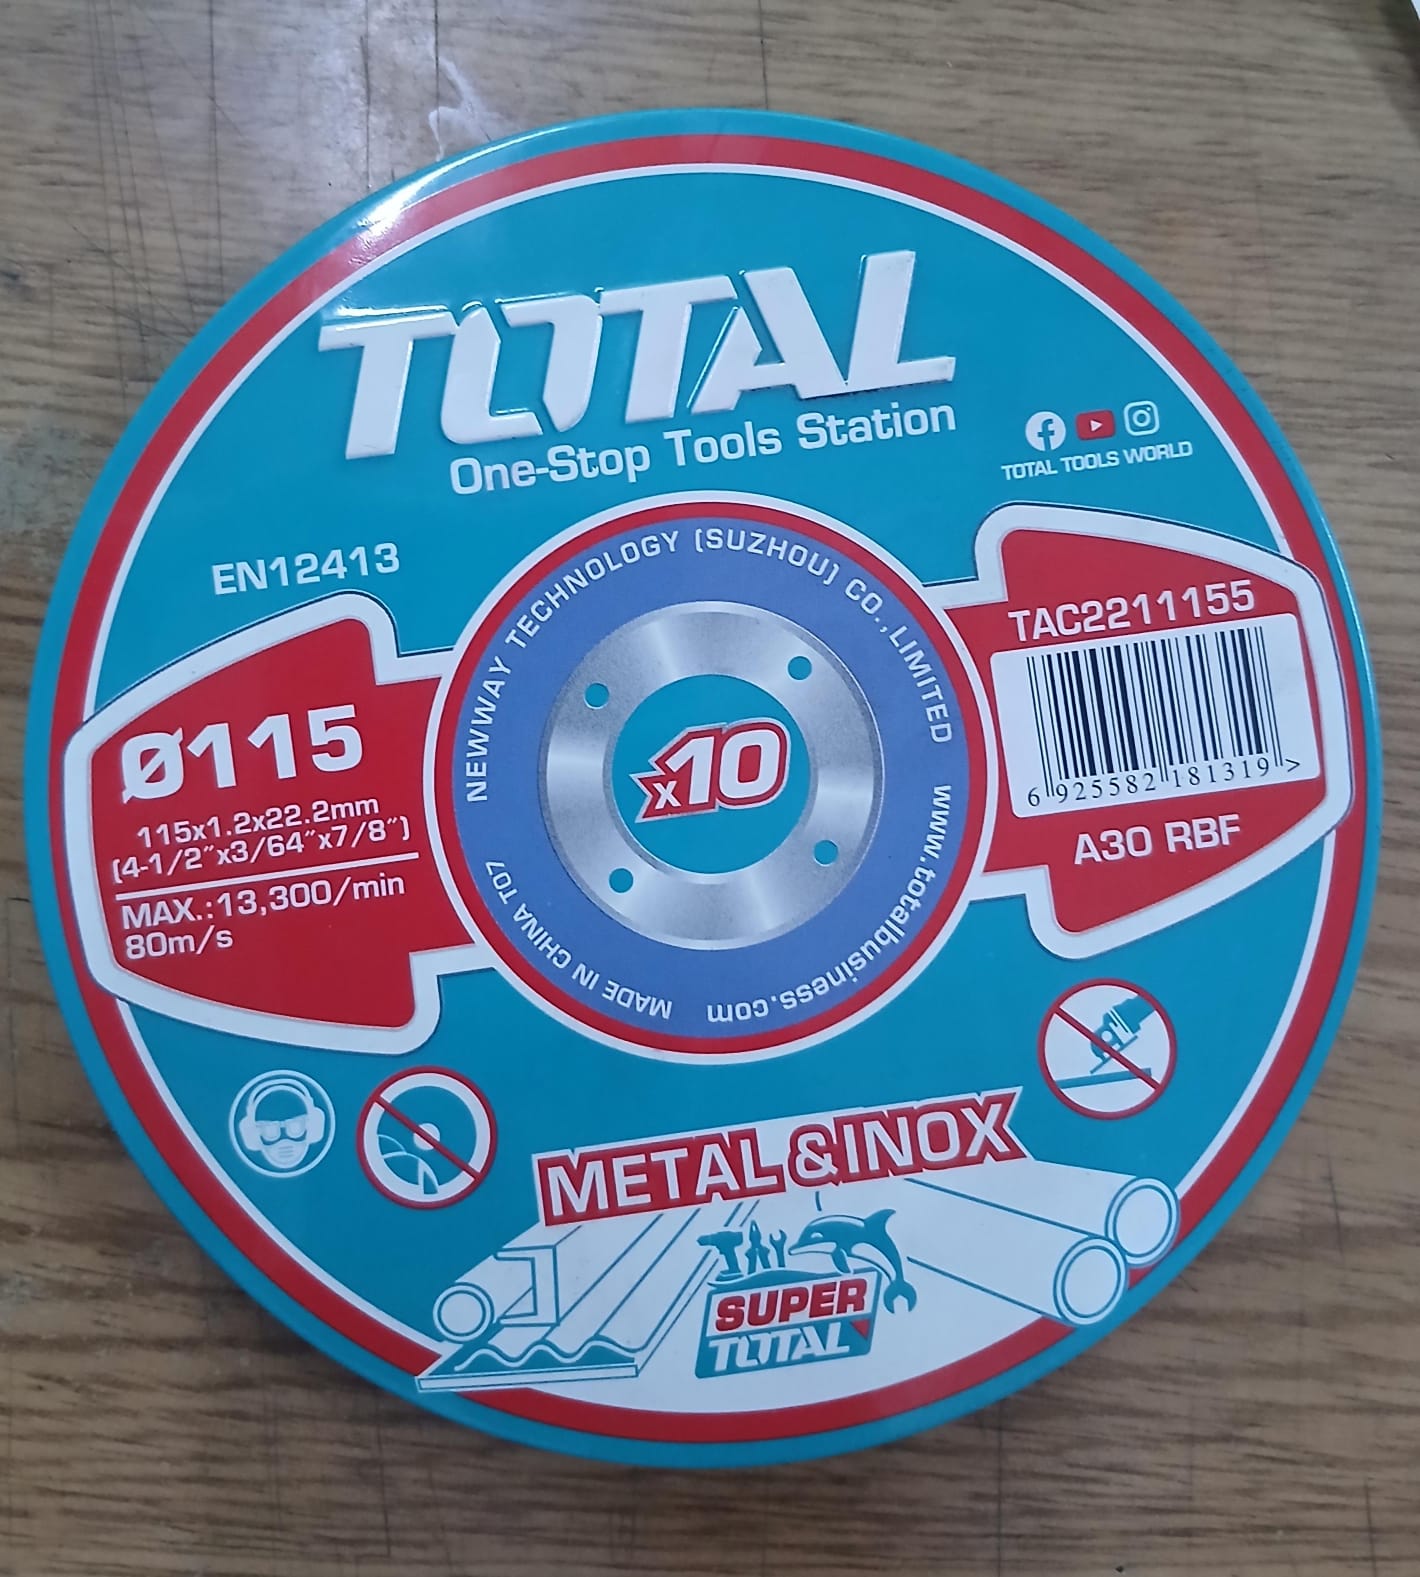 TOTAL
One-Stop Tools Station
TOTAL TOOLS WORLD
EN12413
NEWWAY TECHNOLOGY (SUZHOU) CO., LIMITED
www.totalbusiness.com
MADE IN CHINA T07
x10
Ø115
115x1.2x22.2mm
(4-1/2"x3/64"x7/8")
MAX.:13,300/min
80m/s
TAC2211155
6 925582 181319 >
A30 RBF
METAL & INOX
SUPER
TOTAL